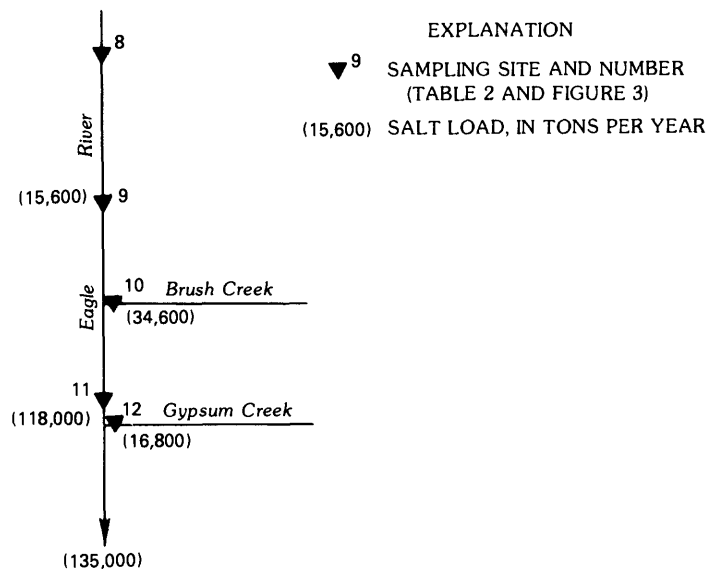 8
EXPLANATION
9 SAMPLING SITE AND NUMBER
(TABLE 2 AND FIGURE 3)
(15,600) SALT LOAD, IN TONS PER YEAR
River
(15,600) 9
10 Brush Creek
(34,600)
Eagle
11
(118,000)
12 Gypsum Creek
(16,800)
(135,000)